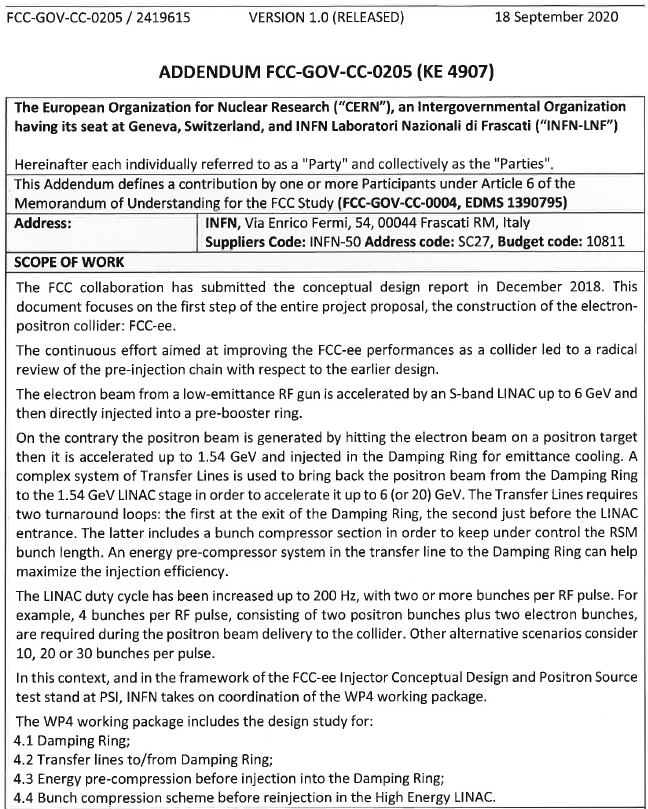 FCC-GOV-CC-0205 / 2419615 VERSION 1.0 (RELEASED) 18 September 2020
ADDENDUM FCC-GOV-CC-0205 (KE 4907)
The European Organization for Nuclear Research ("CERN"), an Intergovernmental Organization
having its seat at Geneva, Switzerland, and INFN Laboratori Nazionali di Frascati ("INFN-LNF")
Hereinafter each individually referred to as a "Party" and collectively as the "Parties".
This Addendum defines a contribution by one or more Participants under Article 6 of the
Memorandum of Understanding for the FCC Study (FCC-GOV-CC-0004, EDMS 1390795)
Address: INFN, Via Enrico Fermi, 54, 00044 Frascati RM, Italy
Suppliers Code: INFN-50 Address code: SC27, Budget code: 10811
SCOPE OF WORK
The FCC collaboration has submitted the conceptual design report in December 2018. This
document focuses on the first step of the entire project proposal, the construction of the electron-
positron collider: FCC-ee.
The continuous effort aimed at improving the FCC-ee performances as a collider led to a radical
review of the pre-injection chain with respect to the earlier design.
The electron beam from a low-emittance RF gun is accelerated by an S-band LINAC up to 6 GeV and
then directly injected into a pre-booster ring.
On the contrary the positron beam is generated by hitting the electron beam on a positron target
then it is accelerated up to 1.54 GeV and injected in the Damping Ring for emittance cooling. A
complex system of Transfer Lines is used to bring back the positron beam from the Damping Ring
to the 1.54 GeV LINAC stage in order to accelerate it up to 6 (or 20) GeV. The Transfer Lines requires
two turnaround loops: the first at the exit of the Damping Ring, the second just before the LINAC
entrance. The latter includes a bunch compressor section in order to keep under control the RSM
bunch length. An energy pre-compressor system in the transfer line to the Damping Ring can help
maximize the injection efficiency.
The LINAC duty cycle has been increased up to 200 Hz, with two or more bunches per RF pulse. For
example, 4 bunches per RF pulse, consisting of two positron bunches plus two electron bunches,
are required during the positron beam delivery to the collider. Other alternative scenarios consider
10, 20 or 30 bunches per pulse.
In this context, and in the framework of the FCC-ee Injector Conceptual Design and Positron Source
test stand at PSI, INFN takes on coordination of the WP4 working package.
The WP4 working package includes the design study for:
4.1 Damping Ring;
4.2 Transfer lines to/from Damping Ring;
4.3 Energy pre-compression before injection into the Damping Ring;
4.4 Bunch compression scheme before reinjection in the High Energy LINAC.